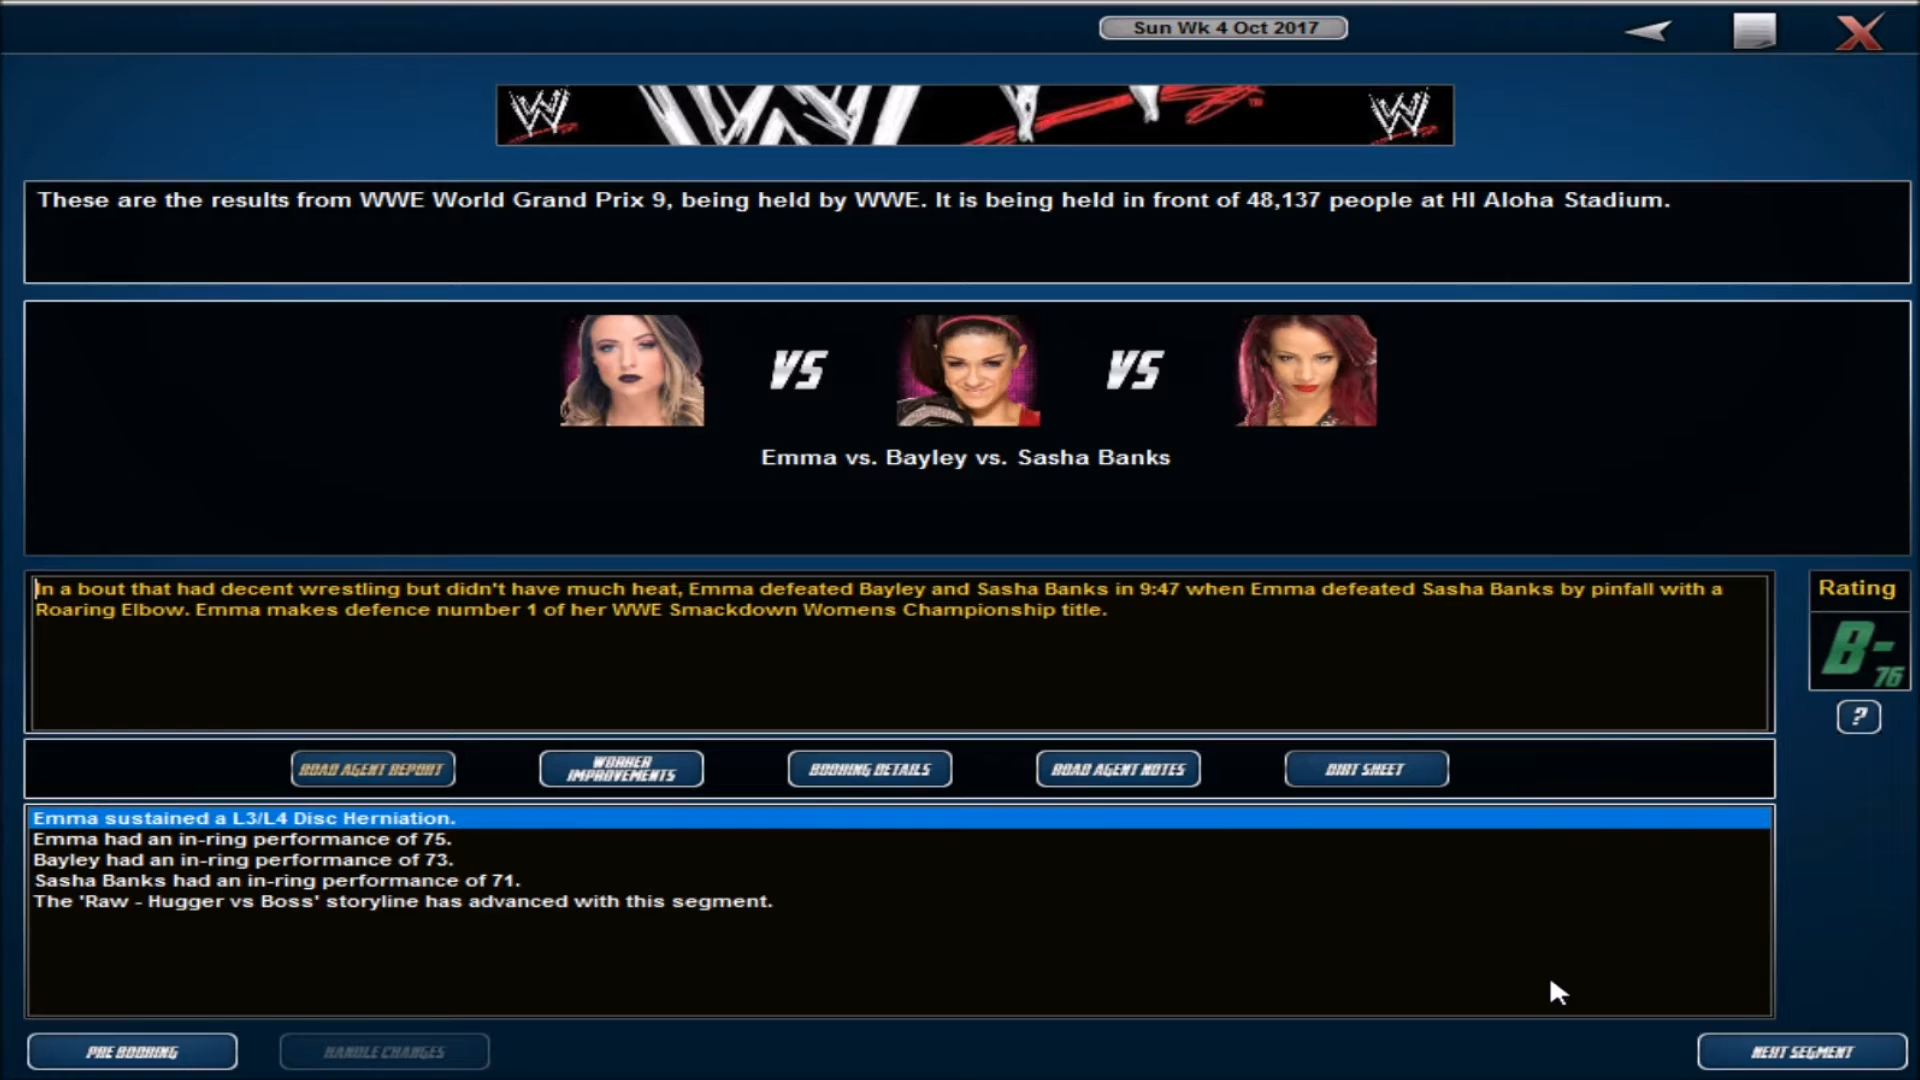 Sun Wk 4 Oct 2017
W
W
These are the results from WWE World Grand Prix 9, being held by WWE. It is being held in front of 48,137 people at HI Aloha Stadium.
VS
VS
Emma vs. Bayley vs. Sasha Banks
In a bout that had decent wrestling but didn't have much heat, Emma defeated Bayley and Sasha Banks in 9:47 when Emma defeated Sasha Banks by pinfall with a
Roaring Elbow. Emma makes defence number 1 of her WWE Smackdown Womens Championship title.
Rating
B-
76
?
ROAD AGENT REPORT
WORKER
IMPROVEMENTS
BOOKING DETAILS
ROAD AGENT NOTES
DIRT SHEET
Emma sustained a L3/L4 Disc Herniation.
Emma had an in-ring performance of 75.
Bayley had an in-ring performance of 73.
Sasha Banks had an in-ring performance of 71.
The 'Raw - Hugger vs Boss' storyline has advanced with this segment.
PRE BOOKING
HANDLE CHANGES
NEXT SEGMENT